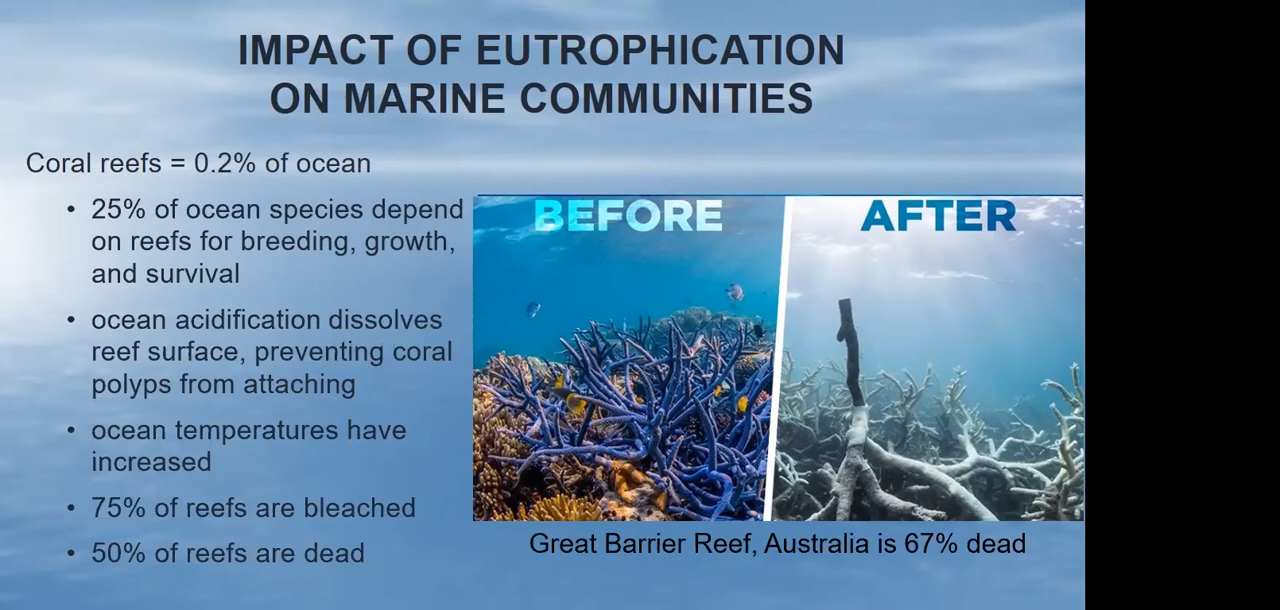 IMPACT OF EUTROPHICATION
ON MARINE COMMUNITIES
Coral reefs = 0.2% of ocean
• 25% of ocean species depend
on reefs for breeding, growth,
and survival
• ocean acidification dissolves
reef surface, preventing coral
polyps from attaching
• ocean temperatures have
increased
• 75% of reefs are bleached
• 50% of reefs are dead
BEFORE
AFTER
Great Barrier Reef, Australia is 67% dead